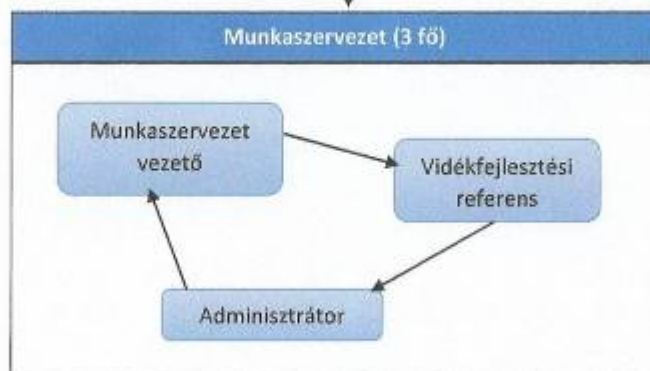 Munkaszervezet (3 fő)
Munkaszervezet
vezető
Vidékfejlesztési
referens
Adminisztrátor